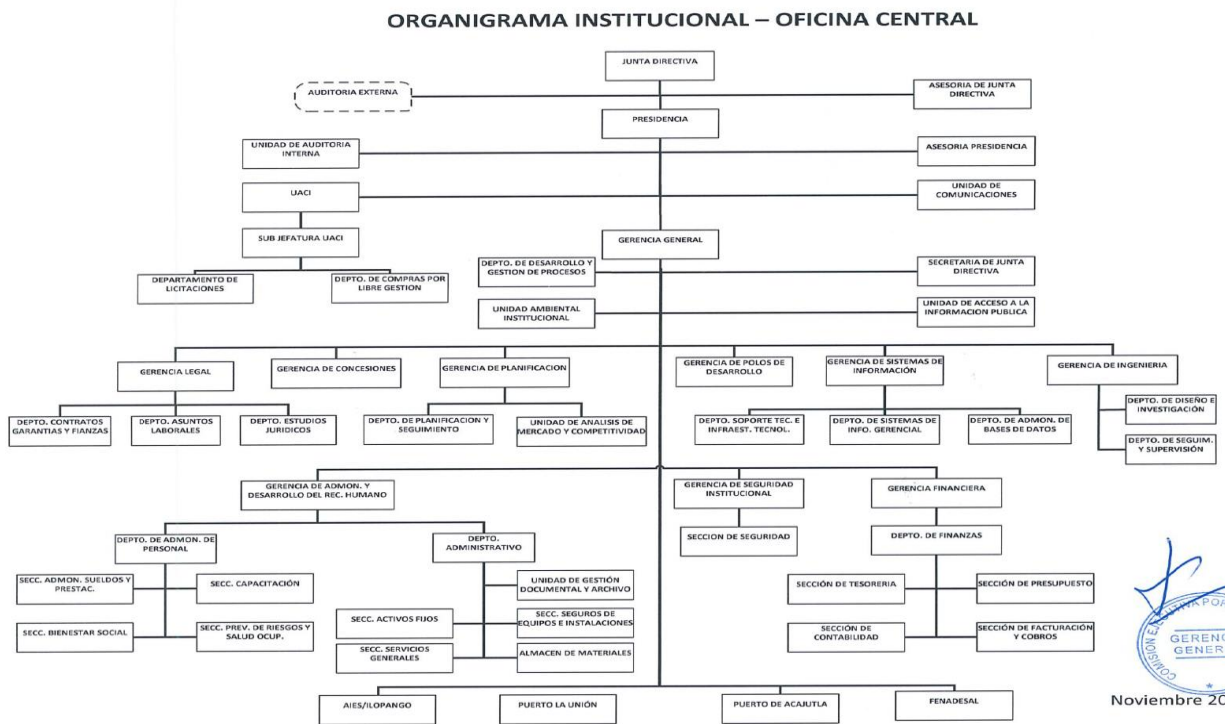 ORGANIGRAMA INSTITUCIONAL – OFICINA CENTRAL
JUNTA DIRECTIVA
AUDITORIA EXTERNA
ASESORIA DE JUNTA
DIRECTIVA
PRESIDENCIA
UNIDAD DE AUDITORIA
INTERNA
ASESORIA PRESIDENCIA
UACI
UNIDAD DE
COMUNICACIONES
SUB JEFATURA UACI
GERENCIA GENERAL
DEPARTAMENTO DE
LICITACIONES
DEPTO. DE COMPRAS POR
LIBRE GESTION
DEPTO. DE DESARROLLO Y
GESTION DE PROCESOS
SECRETARIA DE JUNTA
DIRECTIVA
UNIDAD AMBIENTAL
INSTITUCIONAL
UNIDAD DE ACCESO A LA
INFORMACION PUBLICA
GERENCIA LEGAL
GERENCIA DE CONCESIONES
GERENCIA DE PLANIFICACION
GERENCIA DE POLOS DE
DESARROLLO
GERENCIA DE SISTEMAS DE
INFORMACIÓN
GERENCIA DE INGENIERIA
DEPTO. CONTRATOS
GARANTIAS Y FIANZAS
DEPTO. ASUNTOS
LABORALES
DEPTO. ESTUDIOS
JURIDICOS
DEPTO. DE PLANIFICACION Y
SEGUIMIENTO
UNIDAD DE ANALISIS DE
MERCADO Y COMPETITIVIDAD
DEPTO. SOPORTE TEC. E
INFRAEST. TECNOL.
DEPTO. DE SISTEMAS DE
INFO. GERENCIAL
DEPTO. DE ADMON. DE
BASES DE DATOS
DEPTO. DE DISEÑO E
INVESTIGACIÓN
DEPTO. DE SEGUIM.
Y SUPERVISIÓN
GERENCIA DE ADMON. Y
DESARROLLO DEL REC. HUMANO
GERENCIA DE SEGURIDAD
INSTITUCIONAL
GERENCIA FINANCIERA
DEPTO. DE ADMON. DE
PERSONAL
DEPTO.
ADMINISTRATIVO
SECCION DE SEGURIDAD
DEPTO. DE FINANZAS
SECC. ADMON. SUELDOS Y
PRESTAC.
SECC. CAPACITACIÓN
UNIDAD DE GESTIÓN
DOCUMENTAL Y ARCHIVO
SECCIÓN DE TESORERIA
SECCIÓN DE PRESUPUESTO
SECC. BIENESTAR SOCIAL
SECC. PREV. DE RIESGOS Y
SALUD OCUP.
SECC. ACTIVOS FIJOS
SECC. SEGUROS DE
EQUIPOS E INSTALACIONES
SECCIÓN DE
CONTABILIDAD
SECCIÓN DE FACTURACIÓN
Y COBROS
SECC. SERVICIOS
GENERALES
ALMACEN DE MATERIALES
AIES/ILOPANGO
PUERTO LA UNIÓN
PUERTO DE ACAJUTLA
FENADESAL
COMISION
Noviembre 20